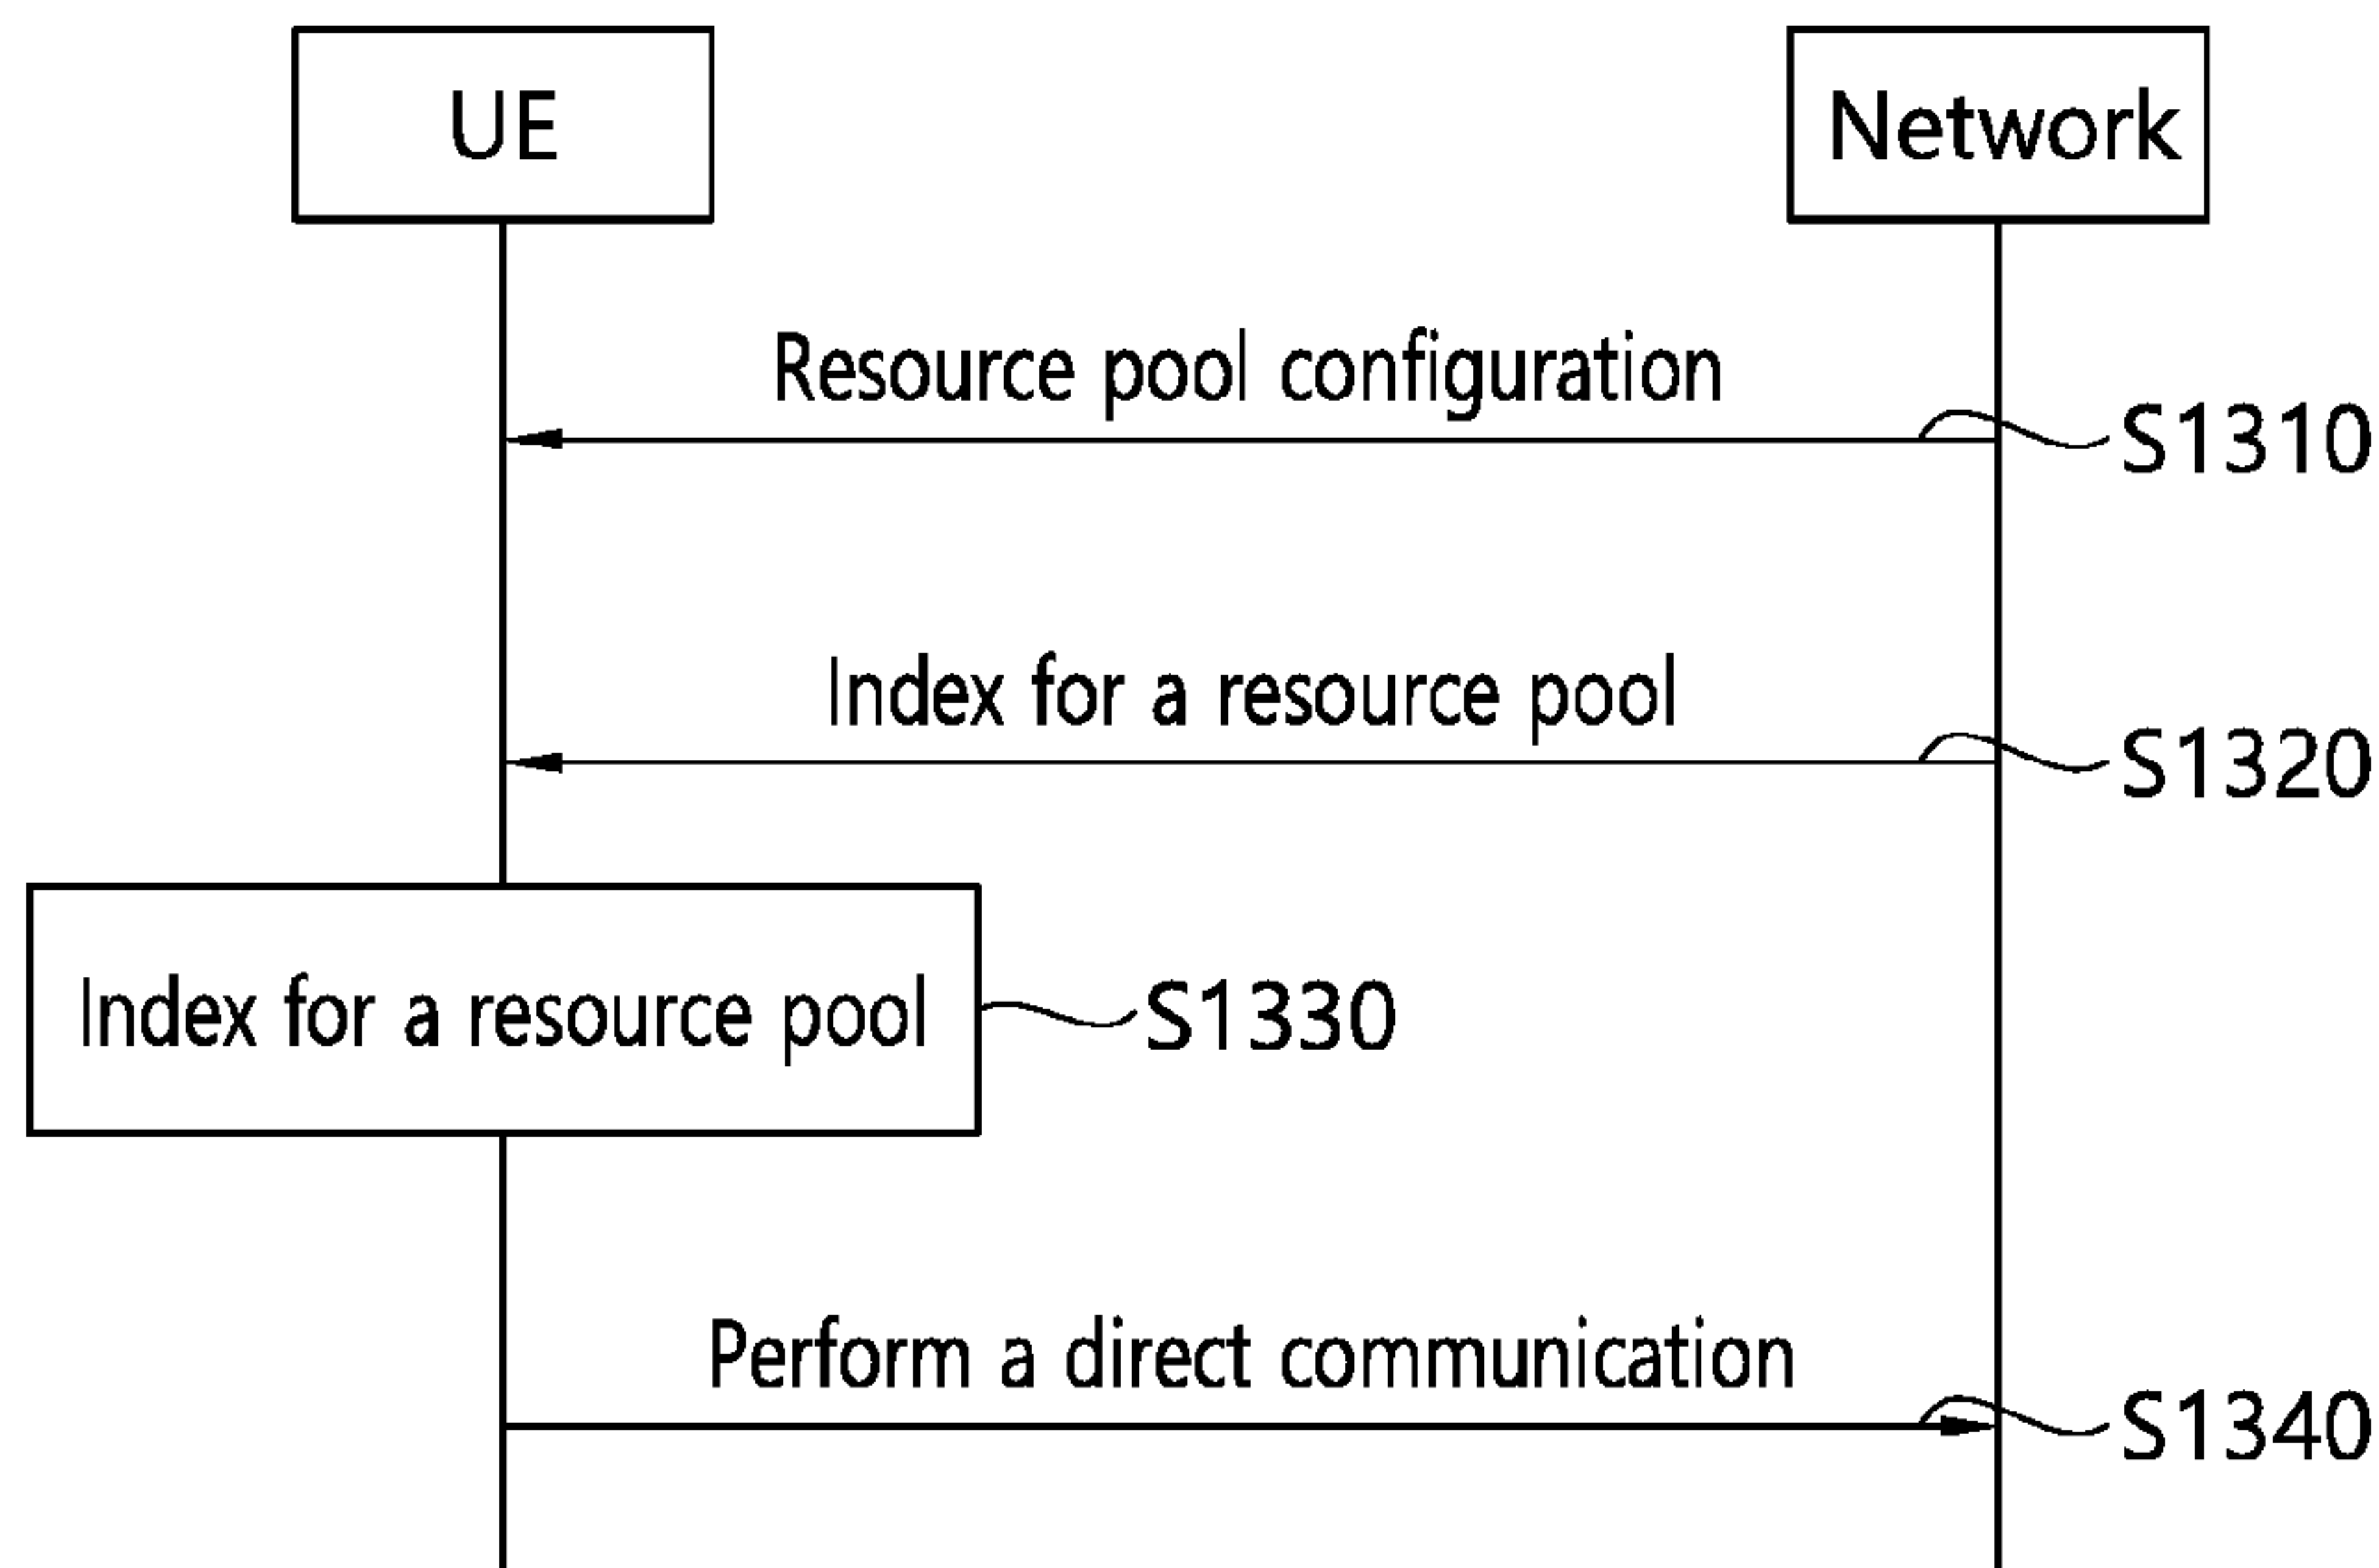 UE
Network
Resource pool configuration
S1310
Index for a resource pool
S1320
Index for a resource pool
S1330
Perform a direct communication
S1340